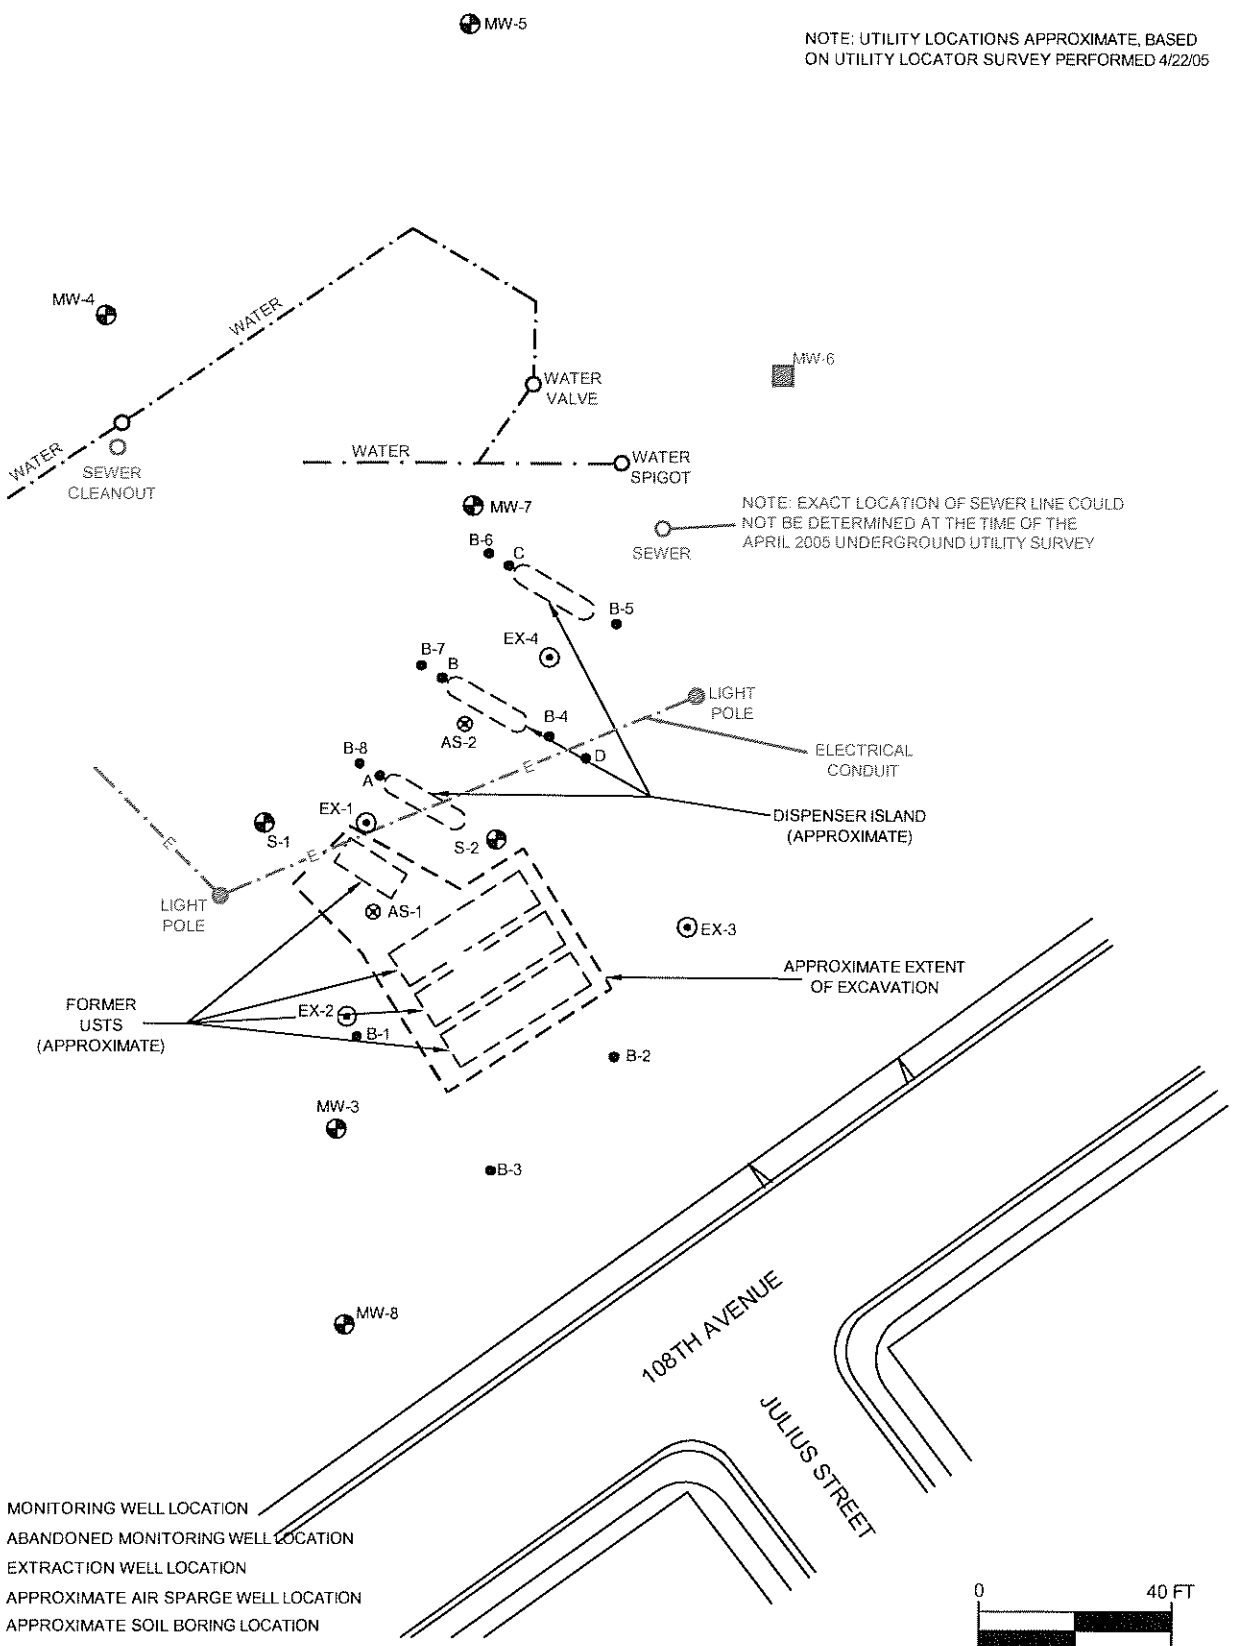 MW-5
NOTE: UTILITY LOCATIONS APPROXIMATE, BASED
ON UTILITY LOCATOR SURVEY PERFORMED 4/22/05
MW-4
WATER
MW-6
WATER
VALVE
WATER
SEWER
CLEANOUT
WATER
WATER
SPIGOT
MW-7
NOTE: EXACT LOCATION OF SEWER LINE COULD
NOT BE DETERMINED AT THE TIME OF THE
APRIL 2005 UNDERGROUND UTILITY SURVEY
SEWER
B-6
C
B-5
EX-4
B-7
B
LIGHT
POLE
B-4
AS-2
D
E
ELECTRICAL
CONDUIT
B-8
A
EX-1
DISPENSER ISLAND
(APPROXIMATE)
S-1
E
E
S-2
LIGHT
POLE
AS-1
EX-3
APPROXIMATE EXTENT
OF EXCAVATION
FORMER
USTS
(APPROXIMATE)
EX-2
B-1
B-2
MW-3
B-3
MW-8
108TH AVENUE
JULIUS STREET
MONITORING WELL LOCATION
ABANDONED MONITORING WELL LOCATION
EXTRACTION WELL LOCATION
APPROXIMATE AIR SPARGE WELL LOCATION
APPROXIMATE SOIL BORING LOCATION
0 40 FT